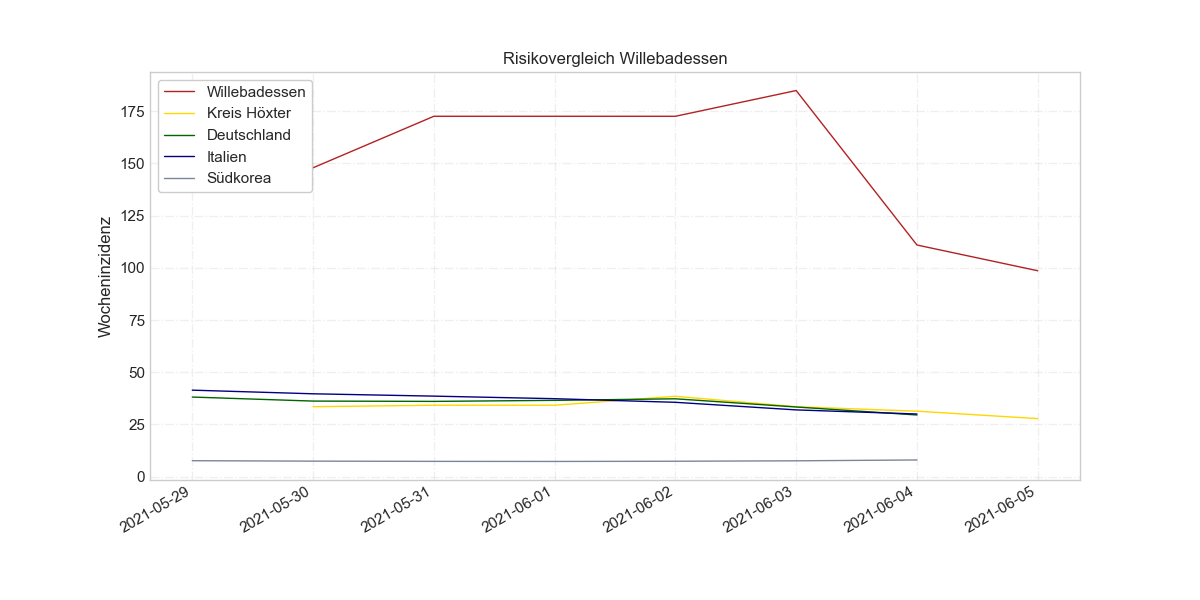 Risikovergleich Willebadessen
Willebadessen
Kreis Höxter
Deutschland
Italien
Südkorea
Wocheninzidenz
175
150
125
100
75
50
25
0
2021-05-29
2021-05-30
2021-05-31
2021-06-01
2021-06-02
2021-06-03
2021-06-04
2021-06-05